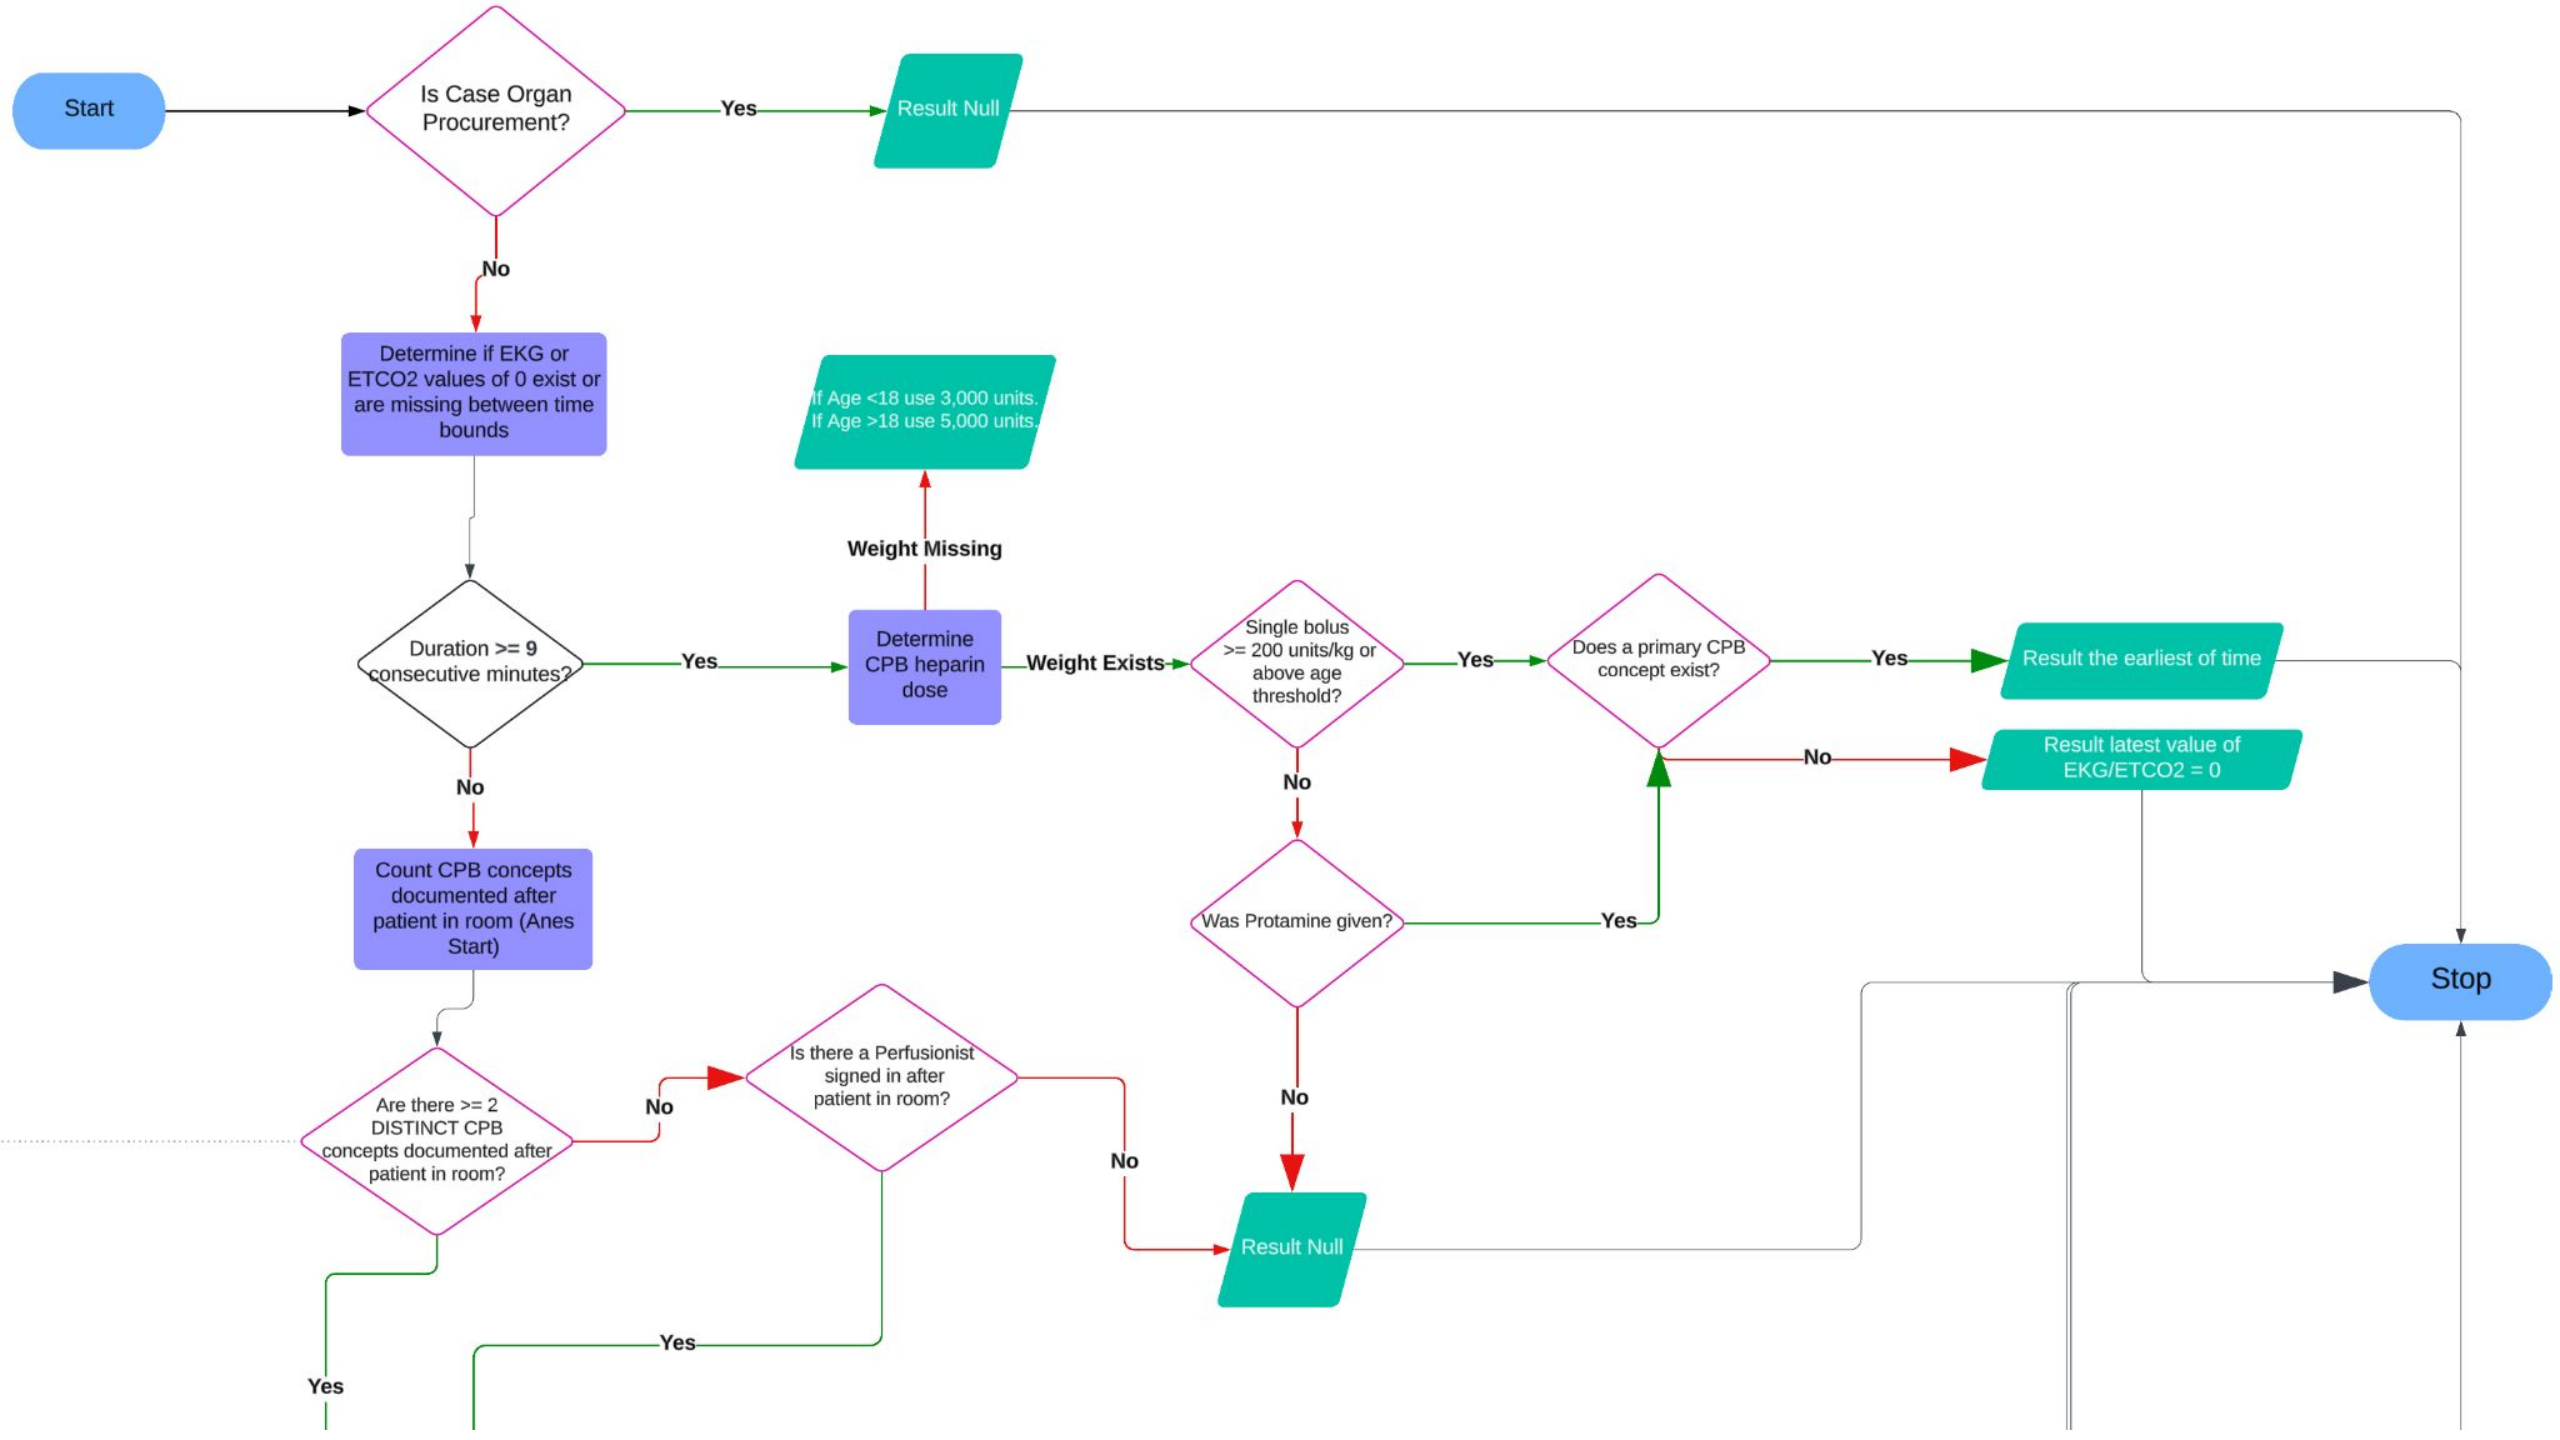 Start
Is Case Organ
Procurement?
Yes
Result Null
No
Determine if EKG or
ETCO2 values of 0 exist or
are missing between time
bounds
If Age <18 use 3,000 units.
If Age >18 use 5,000 units.
Weight Missing
Duration >= 9
consecutive minutes?
Yes
Determine
CPB heparin
dose
Weight Exists
Single bolus
>= 200 units/kg or
above age
threshold?
Yes
Does a primary CPB
concept exist?
Yes
Result the earliest of time
No
Result latest value of
EKG/ETCO2 = 0
No
No
Count CPB concepts
documented after
patient in room (Anes
Start)
Was Protamine given?
Yes
Stop
Are there >= 2
DISTINCT CPB
concepts documented after
patient in room?
No
Is there a Perfusionist
signed in after
patient in room?
No
No
Result Null
Yes
Yes